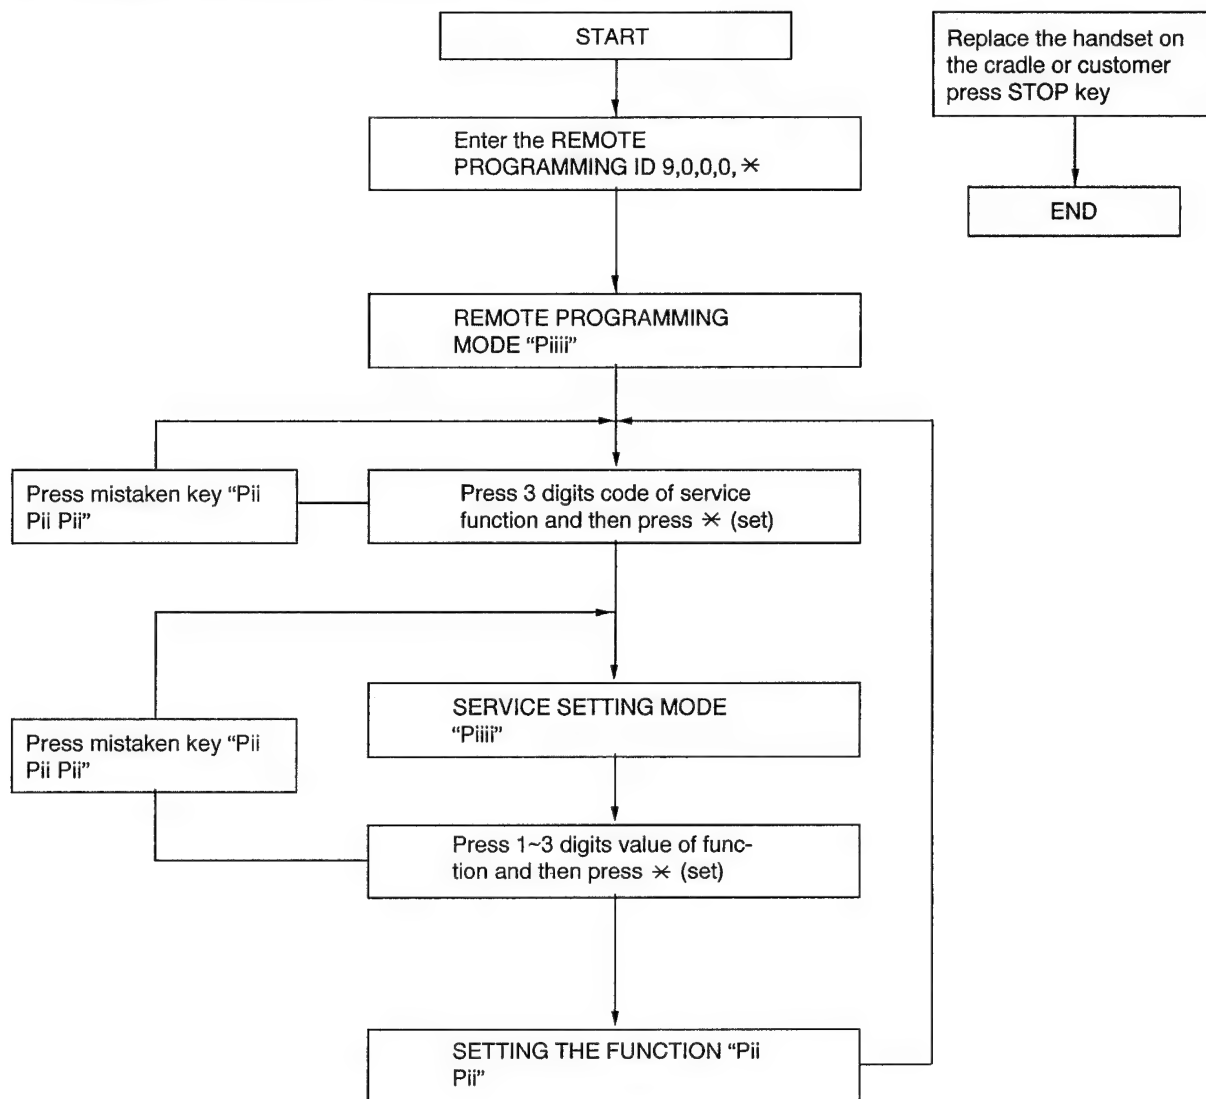 START
Enter the REMOTE
PROGRAMMING ID 9,0,0,0, ✳
REMOTE PROGRAMMING
MODE “Piiii”
Press mistaken key “Pii
Pii Pii”
Press 3 digits code of service
function and then press ✳ (set)
SERVICE SETTING MODE
“Piiii”
Press mistaken key “Pii
Pii Pii”
Press 1~3 digits value of func-
tion and then press ✳ (set)
SETTING THE FUNCTION “Pii
Pii”
Replace the handset on
the cradle or customer
press STOP key
END